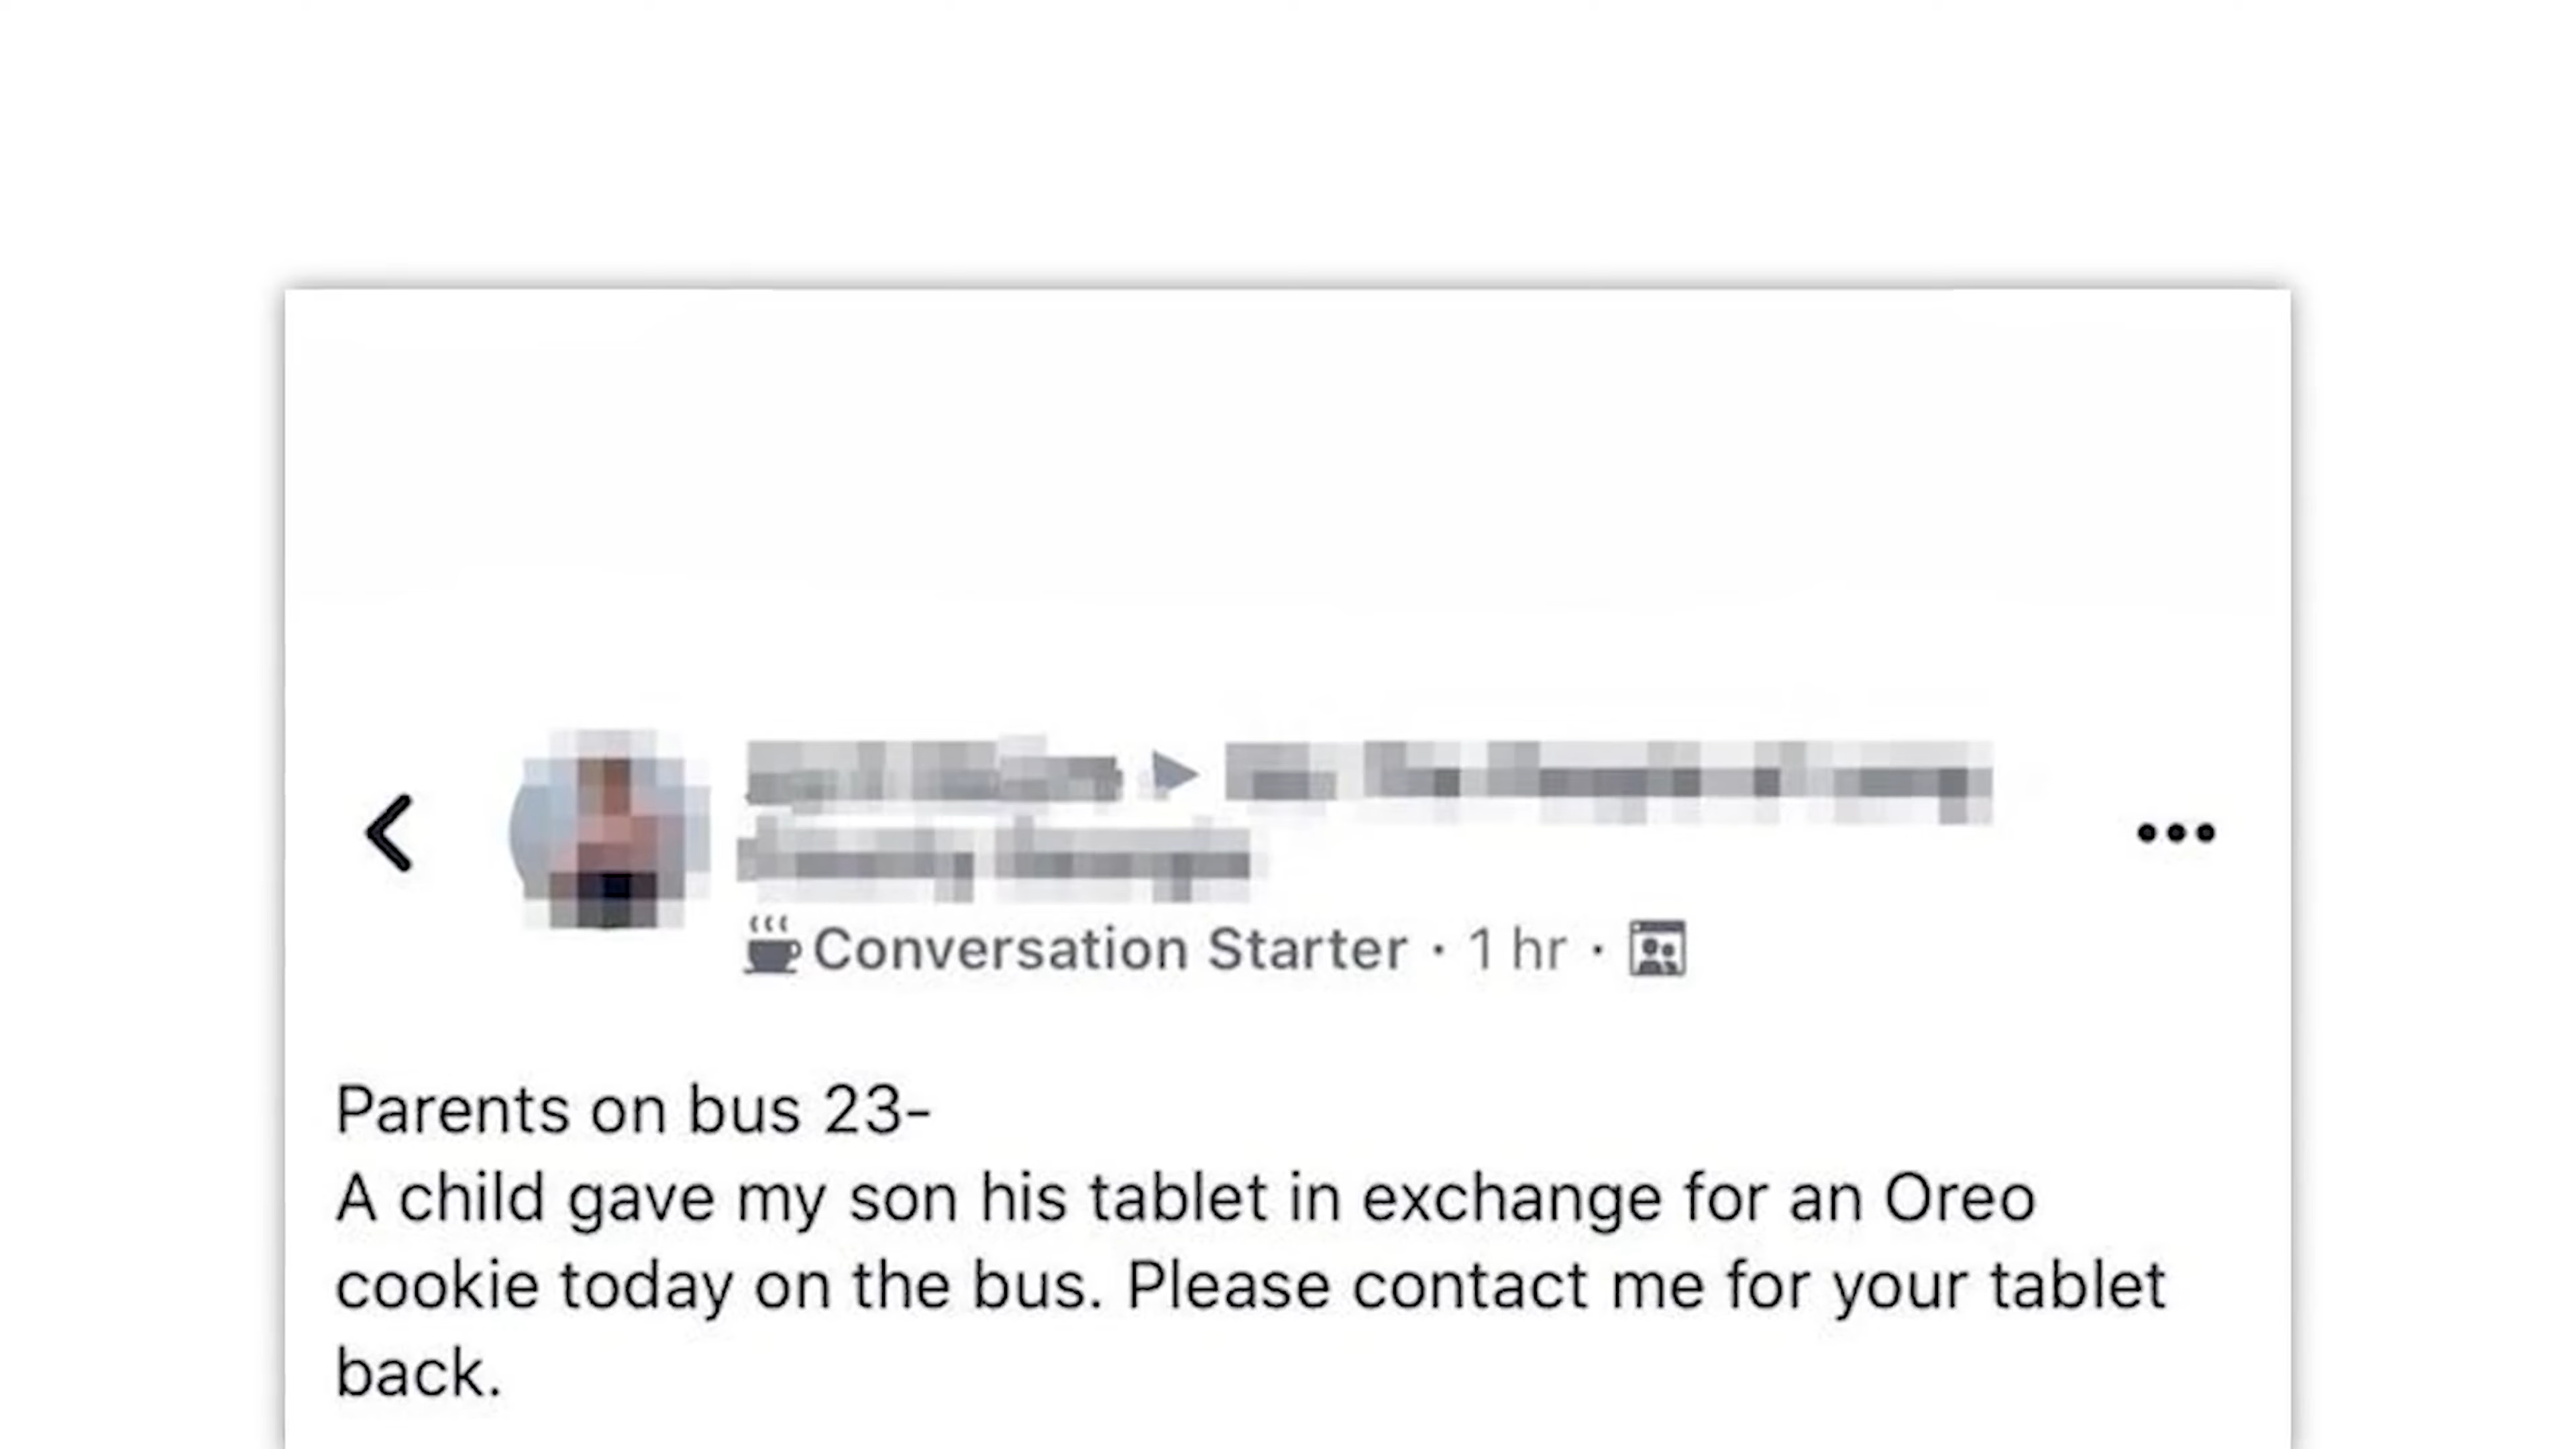 Conversation Starter · 1 hr ·
Parents on bus 23-
A child gave my son his tablet in exchange for an Oreo
cookie today on the bus. Please contact me for your tablet
back.